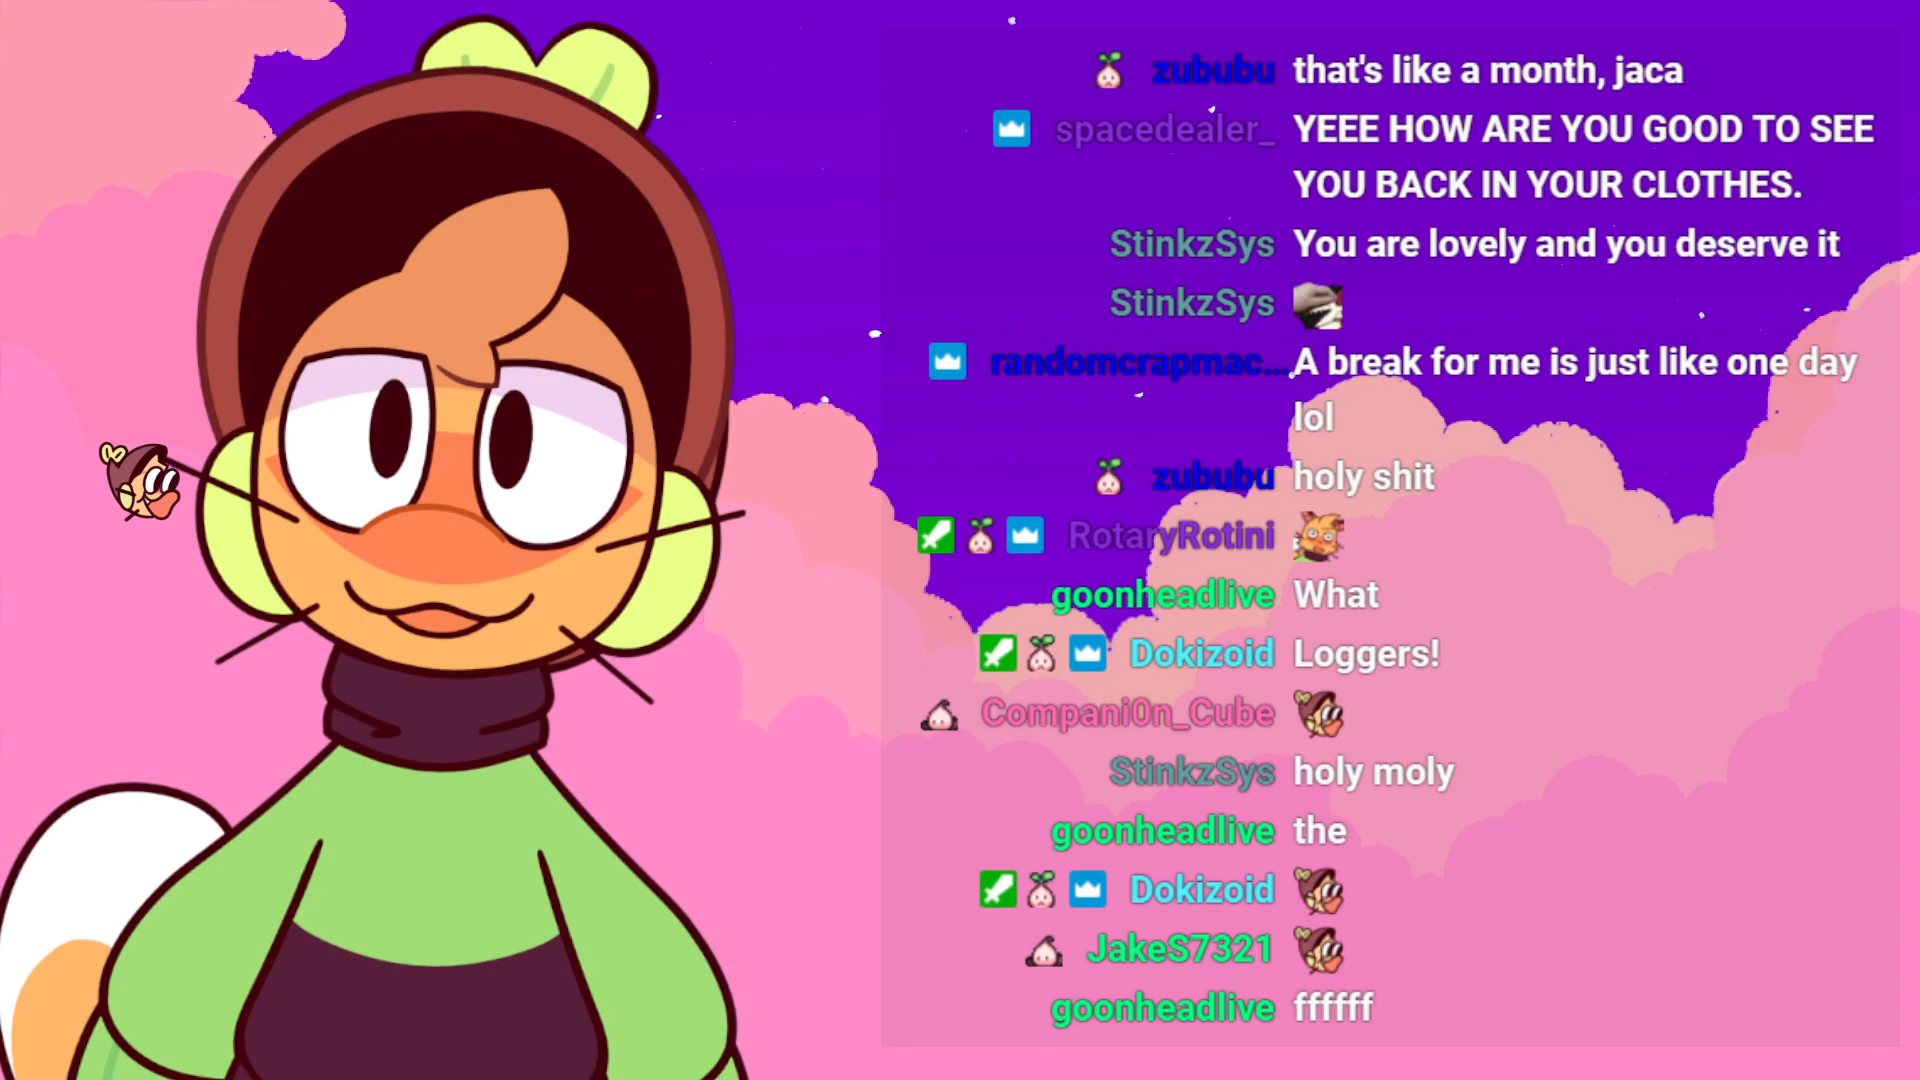 zububu that's like a month, jaca
spacedealer_ YEEE HOW ARE YOU GOOD TO SEE
YOU BACK IN YOUR CLOTHES.
StinkzSys You are lovely and you deserve it
StinkzSys
randomcrapmac... A break for me is just like one day
lol
zububu holy shit
RotaryRotini
goonheadlive What
Dokizoid Loggers!
Compani0n_Cube
StinkzSys holy moly
goonheadlive the
Dokizoid
JakeS7321
goonheadlive ffffff